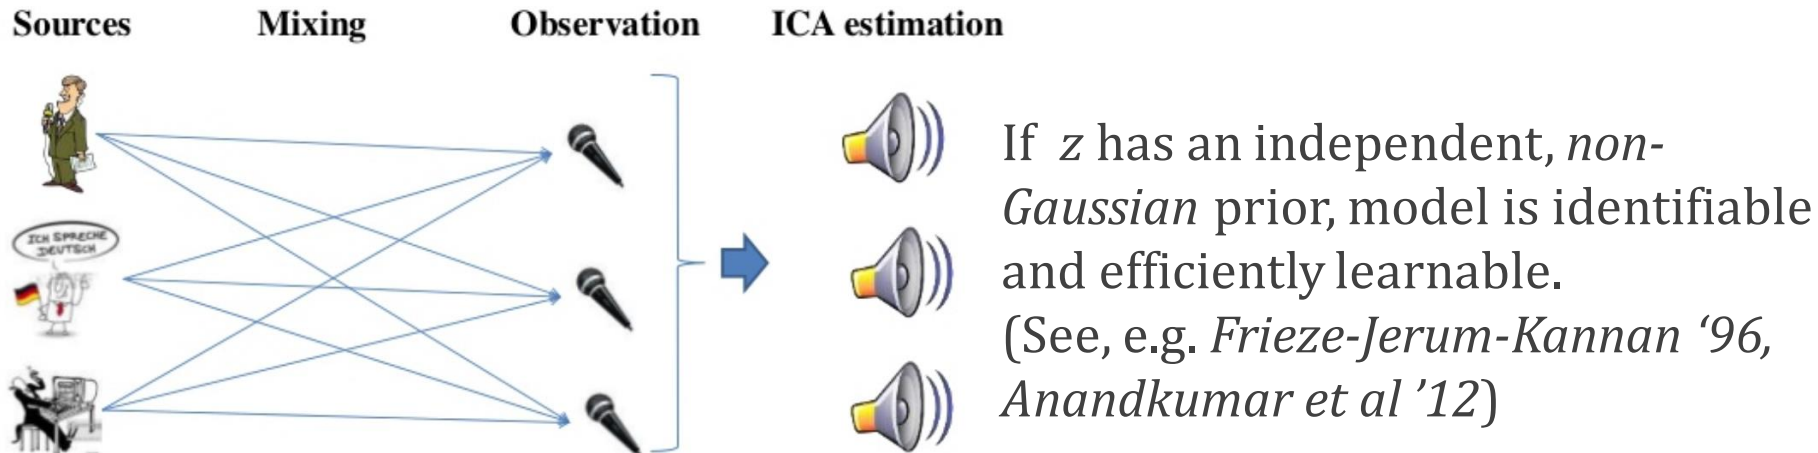 Sources Mixing Observation ICA estimation
ICH SPRECHE
DEUTSCH
If z has an independent, non-
Gaussian prior, model is identifiable
and efficiently learnable.
(See, e.g. Frieze-Jerum-Kannan ‘96,
Anandkumar et al ’12)